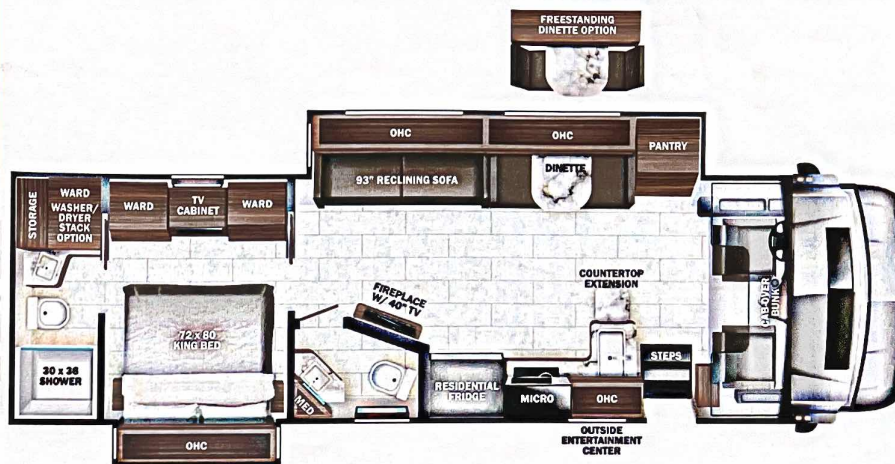 FREESTANDING
DINETTE OPTION
OHC
OHC
PANTRY
93" RECLINING SOFA
DINETTE
STORAGE
WARD
WASHER/
DRYER
STACK
OPTION
WARD
TV
CABINET
WARD
COUNTERTOP
EXTENSION
CAB-OVER
BUNK
FIREPLACE
W/ 40" TV
72 x 80
KING BED
30 x 36
SHOWER
MED
RESIDENTIAL
FRIDGE
MICRO
OHC
STEPS
OHC
OUTSIDE
ENTERTAINMENT
CENTER